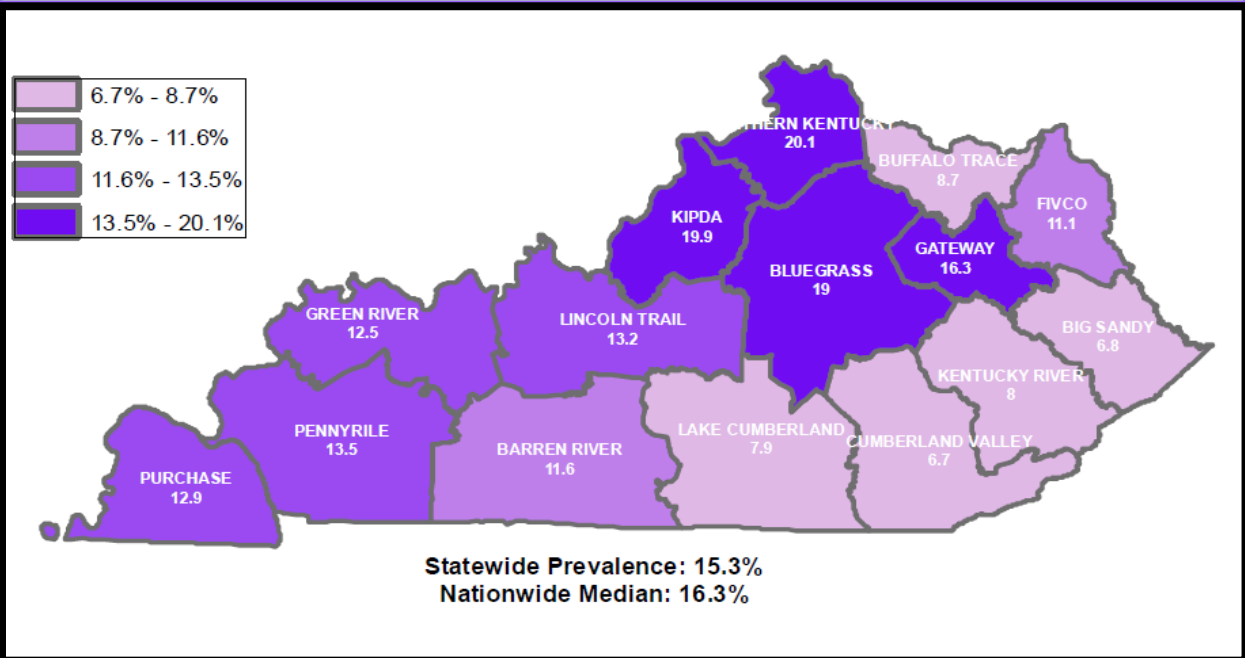 6.7% - 8.7%
8.7% - 11.6%
11.6% - 13.5%
13.5% - 20.1%
THERN KENTUCKY
20.1
BUFFALO TRACE
8.7
FIVCO
11.1
KIPDA
19.9
GATEWAY
16.3
BLUEGRASS
19
GREEN RIVER
12.5
LINCOLN TRAIL
13.2
BIG SANDY
6.8
KENTUCKY RIVER
8
PENNYRILE
13.5
BARREN RIVER
11.6
LAKE CUMBERLAND
7.9
CUMBERLAND VALLEY
6.7
PURCHASE
12.9
Statewide Prevalence: 15.3%
Nationwide Median: 16.3%